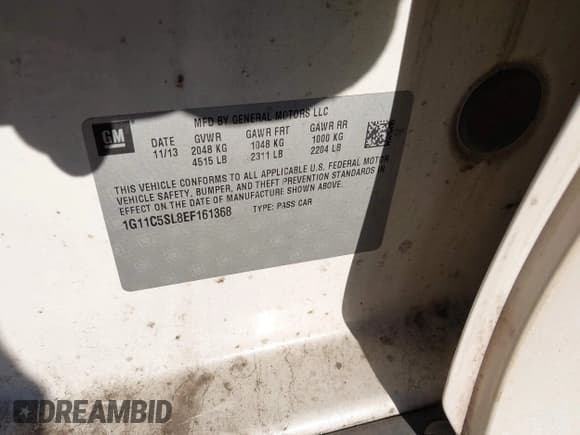 MFD BY GENERAL MOTORS LLC
GM
DATE GVWR GAWR FRT GAWR RR
11/13 2048 KG 1048 KG 1000 KG
4515 LB 2311 LB 2204 LB
THIS VEHICLE CONFORMS TO ALL APPLICABLE U.S. FEDERAL MOTOR
VEHICLE SAFETY, BUMPER, AND THEFT PREVENTION STANDARDS IN
EFFECT ON THE DATE OF MANUFACTURE SHOWN ABOVE.
1G11C5SL8EF161368 TYPE: PASS CAR
DREAMBID